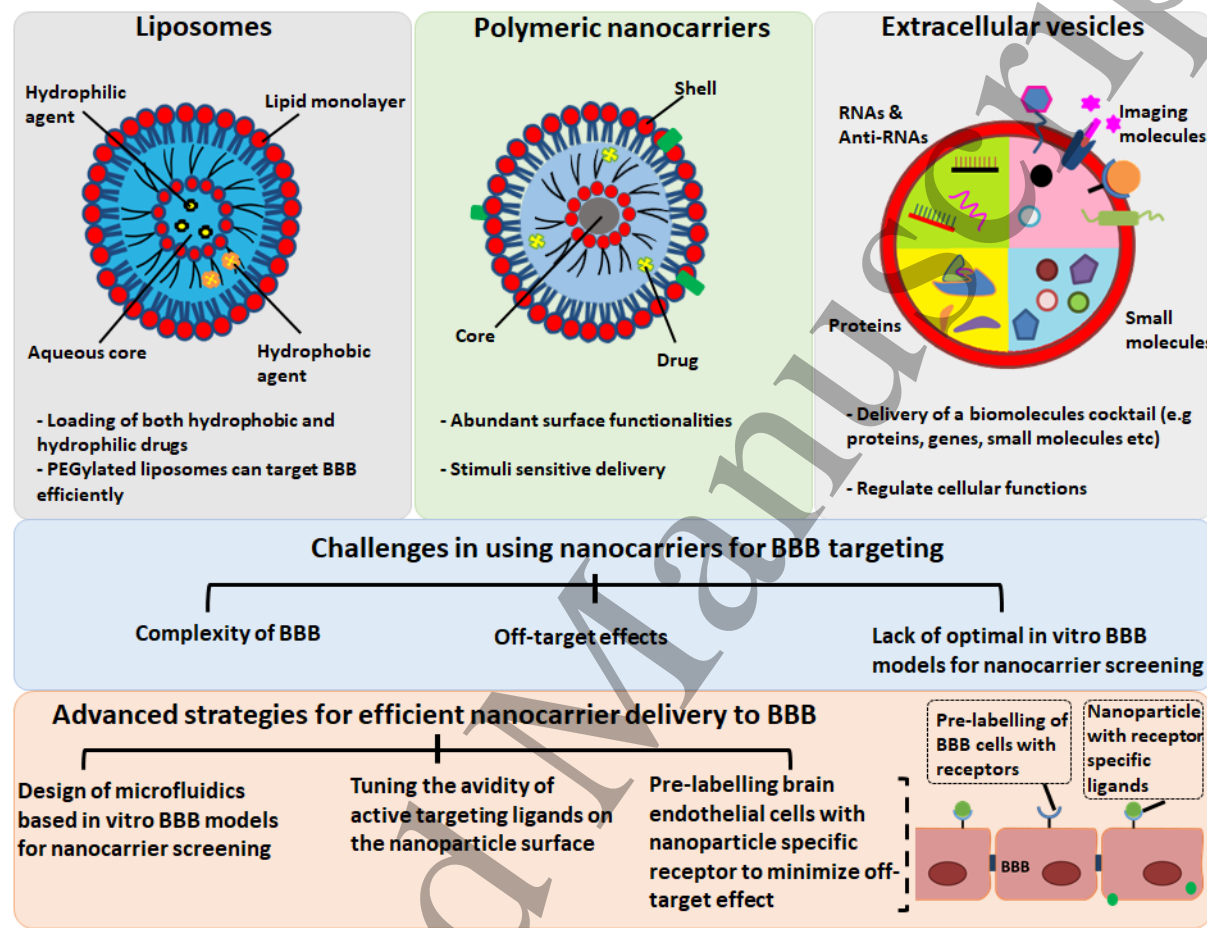 Liposomes
Hydrophilic
agent
Lipid monolayer
Aqueous core
Hydrophobic
agent
- Loading of both hydrophobic and
hydrophilic drugs
- PEGylated liposomes can target BBB
efficiently
Polymeric nanocarriers
Shell
Core
Drug
- Abundant surface functionalities
- Stimuli sensitive delivery
Extracellular vesicles
RNAs &
Anti-RNAs
Imaging
molecules
Proteins
Small
molecules
- Delivery of a biomolecules cocktail (e.g
proteins, genes, small molecules etc)
- Regulate cellular functions
Challenges in using nanocarriers for BBB targeting
Complexity of BBB
Off-target effects
Lack of optimal in vitro BBB
models for nanocarrier screening
Advanced strategies for efficient nanocarrier delivery to BBB
Design of microfluidics
based in vitro BBB models
for nanocarrier screening
Tuning the avidity of
active targeting ligands on
the nanoparticle surface
Pre-labelling brain
endothelial cells with
nanoparticle specific
receptor to minimize off-
target effect
Pre-labelling of
BBB cells with
receptors
Nanoparticle
with receptor
specific
ligands
BBB
d Manuscrip